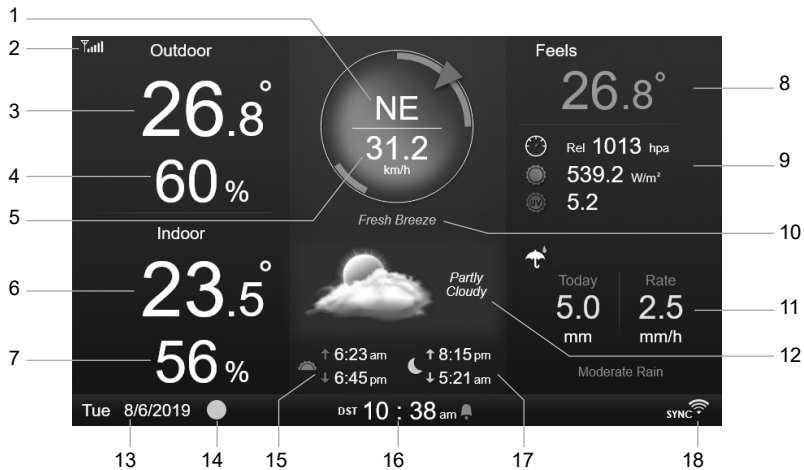 1
2
3
4
5
6
7
Outdoor
26.8°
60 %
Indoor
23.5°
56 %
NE
31.2
km/h
Fresh Breeze
Partly
Cloudy
↑ 6:23 am
↓ 6:45 pm
↑ 8:15 pm
↓ 5:21 am
Feels
26.8°
Rel 1013 hpa
539.2 W/m²
UV 5.2
Today
5.0
mm
Rate
2.5
mm/h
Moderate Rain
8
9
10
11
12
Tue 8/6/2019
DST 10 : 38 am
SYNC
13 14 15 16 17 18